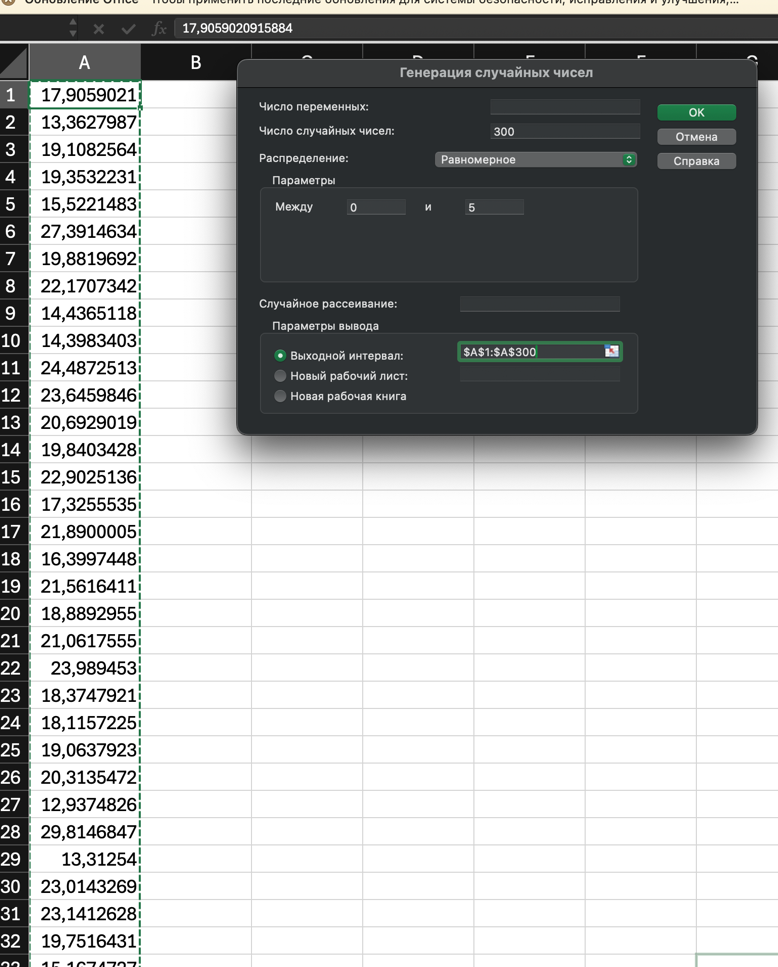 Обновление Office Чтобы применить последние обновления для системы безопасности, исправления и улучшения,...
fx 17,9059020915884
A B C D E F G
1 17,9059021
2 13,3627987
3 19,1082564
4 19,3532231
5 15,5221483
6 27,3914634
7 19,8819692
8 22,1707342
9 14,4365118
10 14,3983403
11 24,4872513
12 23,6459846
13 20,6929019
14 19,8403428
15 22,9025136
16 17,3255535
17 21,8900005
18 16,3997448
19 21,5616411
20 18,8892955
21 21,0617555
22 23,989453
23 18,3747921
24 18,1157225
25 19,0637923
26 20,3135472
27 12,9374826
28 29,8146847
29 13,31254
30 23,0143269
31 23,1412628
32 19,7516431
33 15,1674727
Генерация случайных чисел
Число переменных:
Число случайных чисел: 300
Распределение: Равномерное
Параметры
Между 0 и 5
Случайное рассеивание:
Параметры вывода
Выходной интервал: $A$1:$A$300
Новый рабочий лист:
Новая рабочая книга
ОК
Отмена
Справка